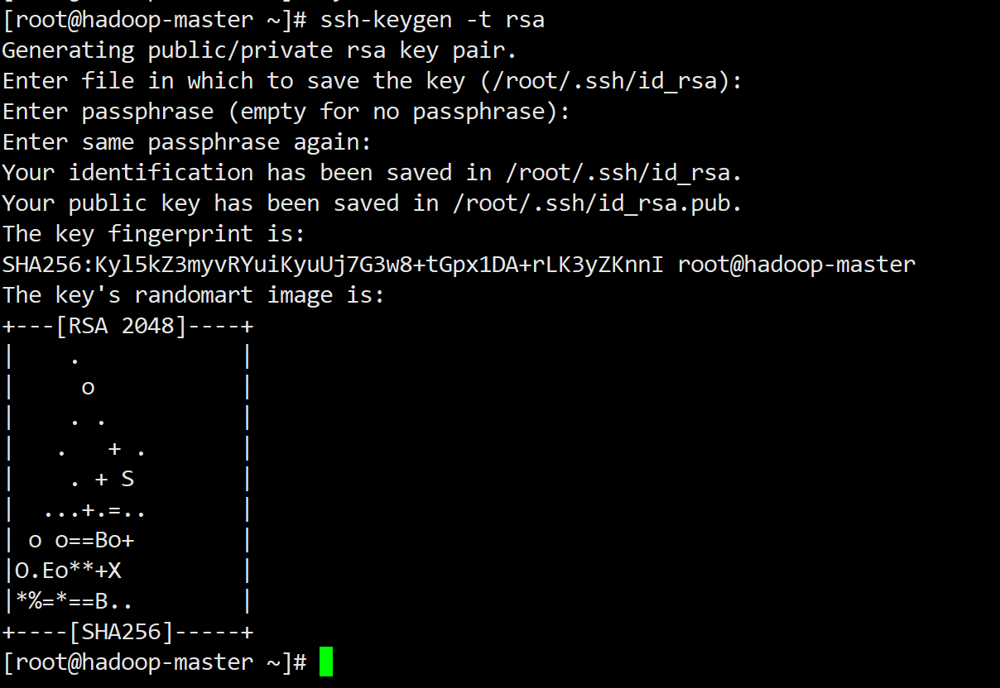 [root@hadoop-master ~]# ssh-keygen -t rsa
Generating public/private rsa key pair.
Enter file in which to save the key (/root/.ssh/id_rsa):
Enter passphrase (empty for no passphrase):
Enter same passphrase again:
Your identification has been saved in /root/.ssh/id_rsa.
Your public key has been saved in /root/.ssh/id_rsa.pub.
The key fingerprint is:
SHA256:Kyl5kZ3myvRYuiKyuUj7G3w8+tGpx1DA+rLK3yZKnnI root@hadoop-master
The key's randomart image is:
+---[RSA 2048]----+
|    .            |
|     o           |
|    . .          |
|   .   + .       |
|    . + S        |
|  ...+.=..       |
| o o==Bo+        |
|O.Eo**+X         |
|*%=*==B..        |
+----[SHA256]-----+
[root@hadoop-master ~]#